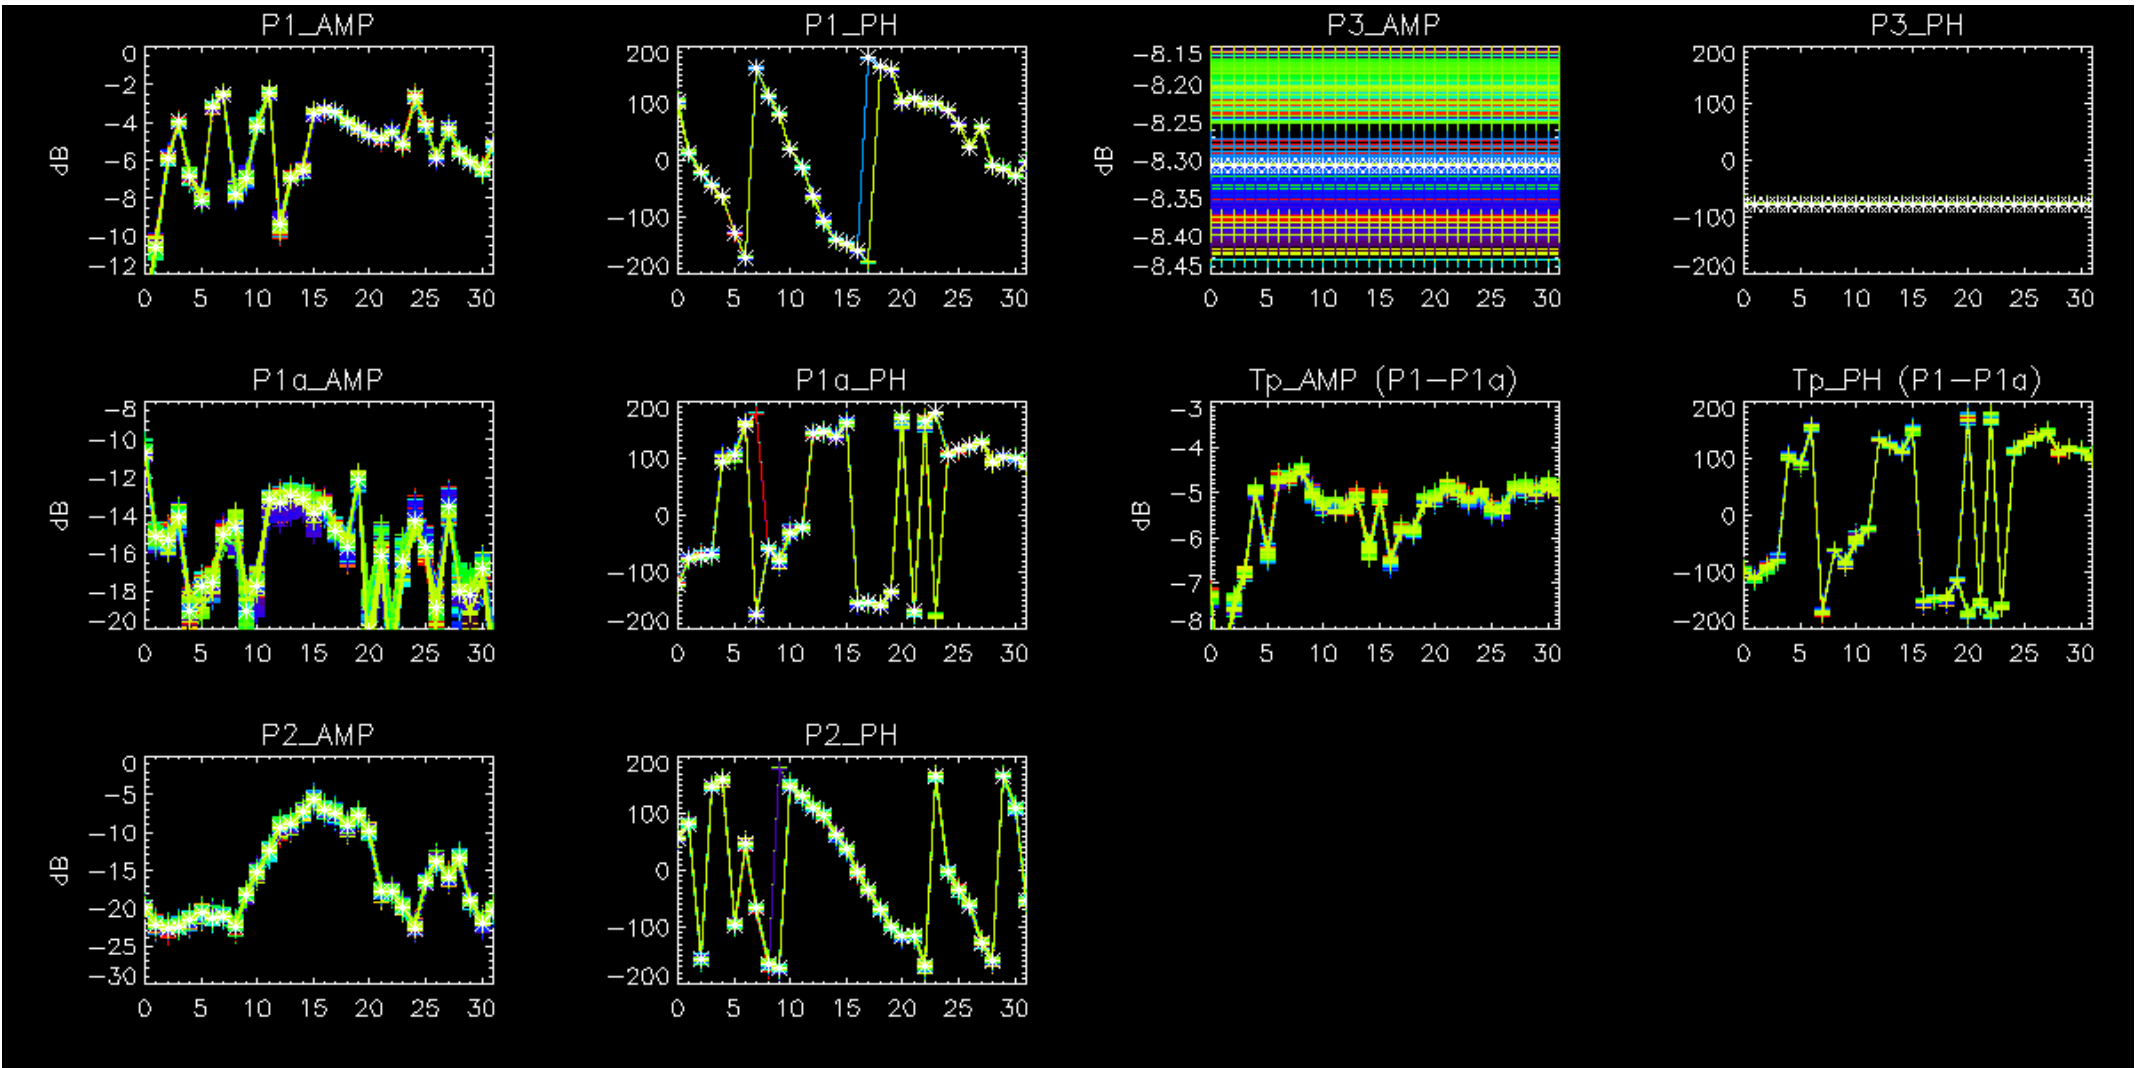 P1_AMP
P1_PH
P3_AMP
P3_PH
dB
0
−2
−4
−6
−8
−10
−12
0 5 10 15 20 25 30
200
100
0
−100
−200
0 5 10 15 20 25 30
dB
−8.15
−8.20
−8.25
−8.30
−8.35
−8.40
−8.45
0 5 10 15 20 25 30
200
100
0
−100
−200
0 5 10 15 20 25 30
P1a_AMP
P1a_PH
Tp_AMP (P1−P1a)
Tp_PH (P1−P1a)
dB
−8
−10
−12
−14
−16
−18
−20
0 5 10 15 20 25 30
200
100
0
−100
−200
0 5 10 15 20 25 30
dB
−3
−4
−5
−6
−7
−8
0 5 10 15 20 25 30
200
100
0
−100
−200
0 5 10 15 20 25 30
P2_AMP
P2_PH
dB
0
−5
−10
−15
−20
−25
−30
0 5 10 15 20 25 30
200
100
0
−100
−200
0 5 10 15 20 25 30